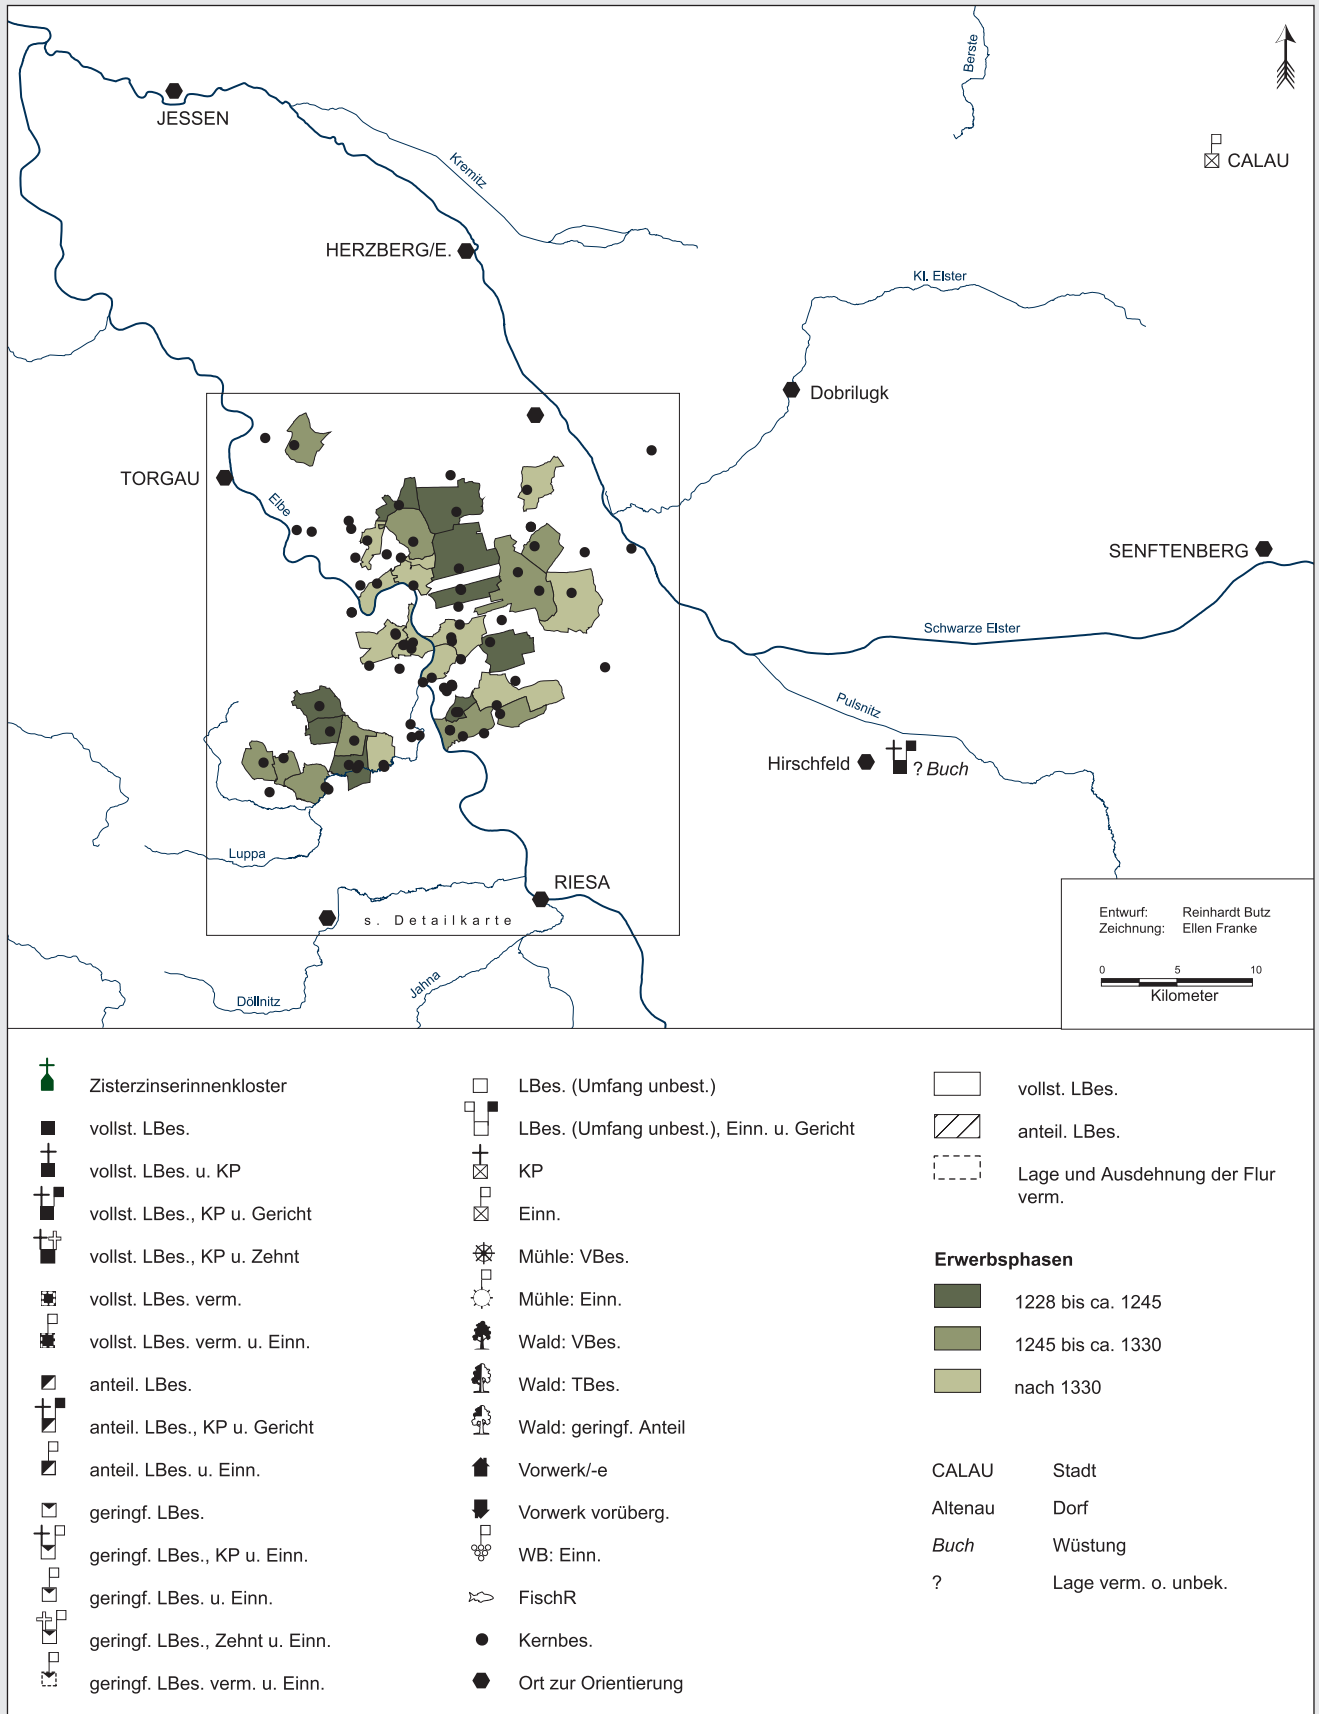 Berste
JESSEN
CALAU
Kremitz
HERZBERG/E.
Kl. Elster
Dobrilugk
TORGAU
Elbe
SENFTENBERG
Schwarze Elster
Pulsnitz
Hirschfeld
? Buch
Luppa
RIESA
s. Detailkarte
Entwurf: Reinhardt Butz
Zeichnung: Ellen Franke
0 5 10
Kilometer
Jahna
Döllnitz
Zisterzinserinnenkloster
vollst. LBes.
vollst. LBes. u. KP
vollst. LBes., KP u. Gericht
vollst. LBes., KP u. Zehnt
vollst. LBes. verm.
vollst. LBes. verm. u. Einn.
anteil. LBes.
anteil. LBes., KP u. Gericht
anteil. LBes. u. Einn.
geringf. LBes.
geringf. LBes., KP u. Einn.
geringf. LBes. u. Einn.
geringf. LBes., Zehnt u. Einn.
geringf. LBes. verm. u. Einn.
LBes. (Umfang unbest.)
LBes. (Umfang unbest.), Einn. u. Gericht
KP
Einn.
Mühle: VBes.
Mühle: Einn.
Wald: VBes.
Wald: TBes.
Wald: geringf. Anteil
Vorwerk/-e
Vorwerk vorüberg.
WB: Einn.
FischR
Kernbes.
Ort zur Orientierung
vollst. LBes.
anteil. LBes.
Lage und Ausdehnung der Flur
verm.
Erwerbsphasen
1228 bis ca. 1245
1245 bis ca. 1330
nach 1330
CALAU Stadt
Altenau Dorf
Buch Wüstung
? Lage verm. o. unbek.